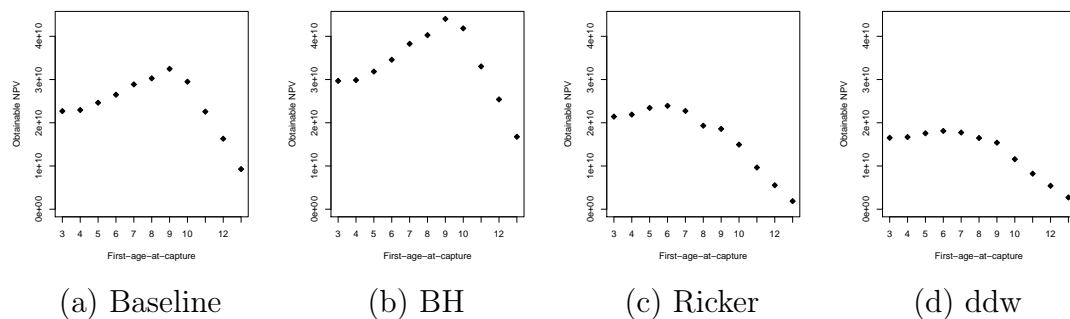 Obtainable NPV
4e+10
3e+10
2e+10
1e+10
0e+00
3 4 5 6 7 8 9 10 12
First−age−at−capture
(a) Baseline
Obtainable NPV
4e+10
3e+10
2e+10
1e+10
0e+00
3 4 5 6 7 8 9 10 12
First−age−at−capture
(b) BH
Obtainable NPV
4e+10
3e+10
2e+10
1e+10
0e+00
3 4 5 6 7 8 9 10 12
First−age−at−capture
(c) Ricker
Obtainable NPV
4e+10
3e+10
2e+10
1e+10
0e+00
3 4 5 6 7 8 9 10 12
First−age−at−capture
(d) ddw